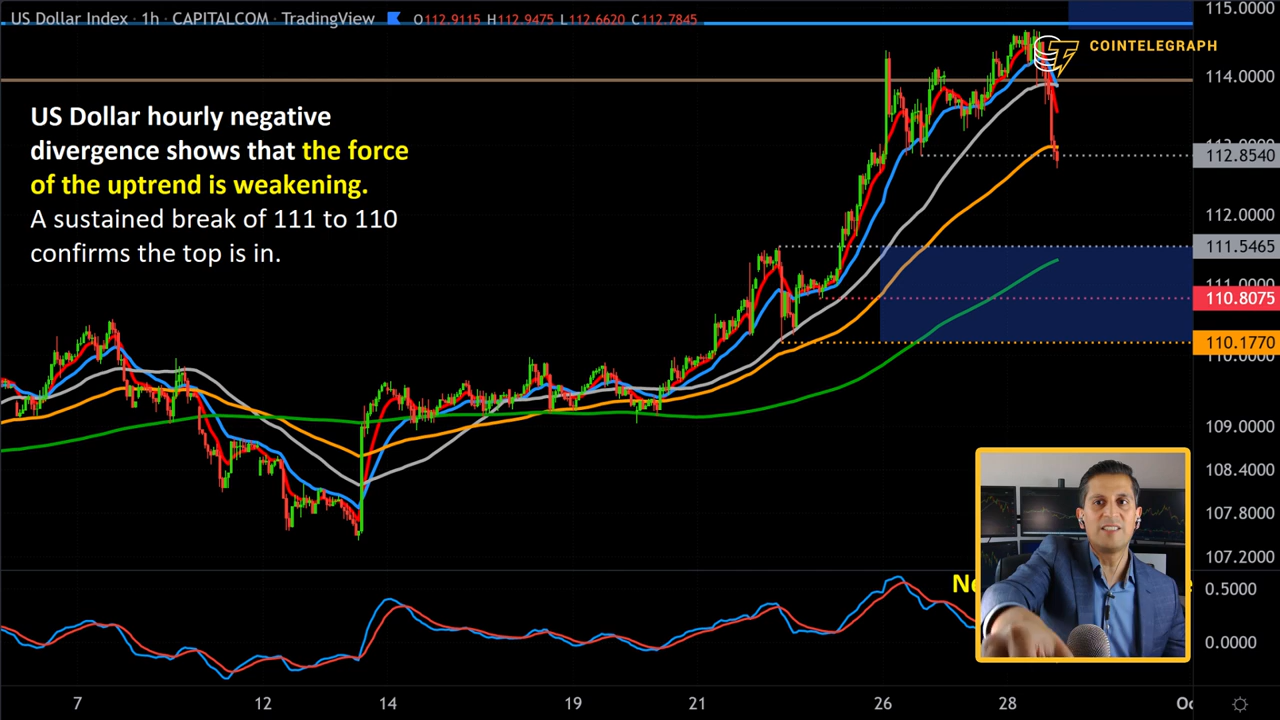 US Dollar Index · 1h · CAPITALCOM · TradingView O112.9115 H112.9475 L112.6620 C112.7845
COINTELEGRAPH
US Dollar hourly negative
divergence shows that the force
of the uptrend is weakening.
A sustained break of 111 to 110
confirms the top is in.
115.0000
114.0000
112.8540
112.0000
111.5465
111.0000
110.8075
110.1770
109.0000
108.4000
107.8000
107.2000
0.5000
0.0000
7 12 14 19 21 26 28